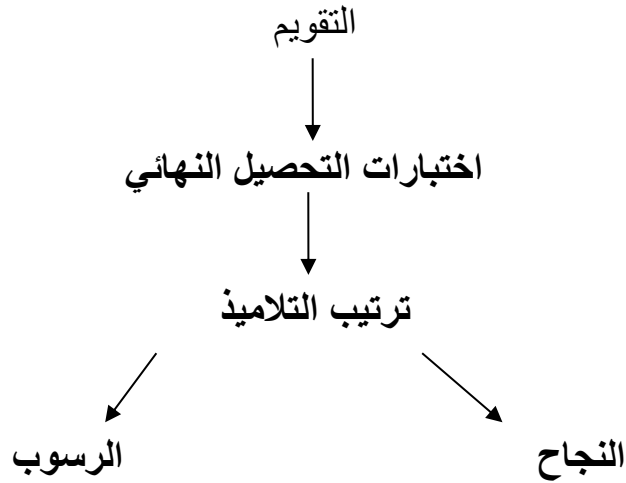 التقويم
اختبارات التحصيل النهائي
ترتيب التلاميذ
النجاح
الرسوب